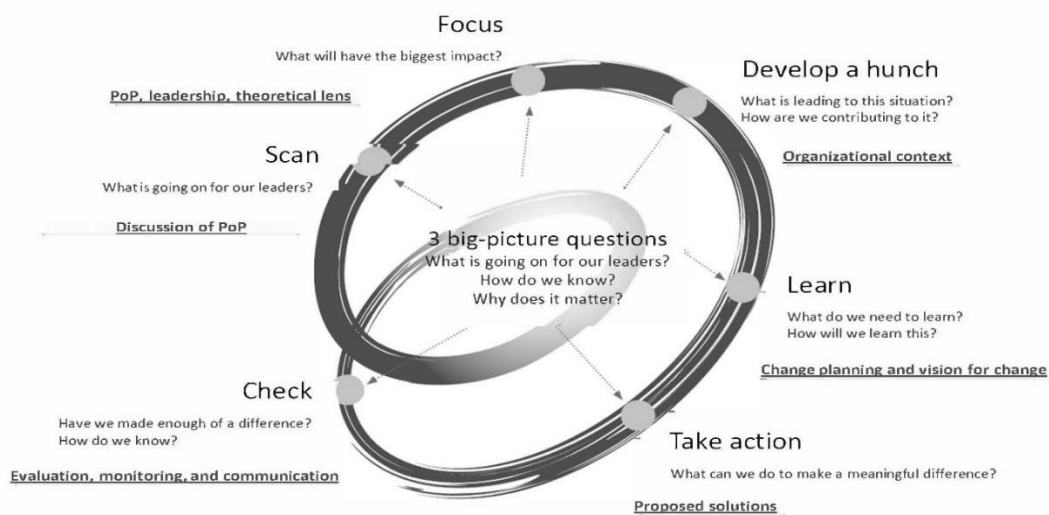 Focus
What will have the biggest impact?
PoP, leadership, theoretical lens
Develop a hunch
What is leading to this situation?
How are we contributing to it?
Organizational context
Scan
What is going on for our leaders?
Discussion of PoP
3 big-picture questions
What is going on for our leaders?
How do we know?
Why does it matter?
Learn
What do we need to learn?
How will we learn this?
Change planning and vision for change
Check
Have we made enough of a difference?
How do we know?
Evaluation, monitoring, and communication
Take action
What can we do to make a meaningful difference?
Proposed solutions